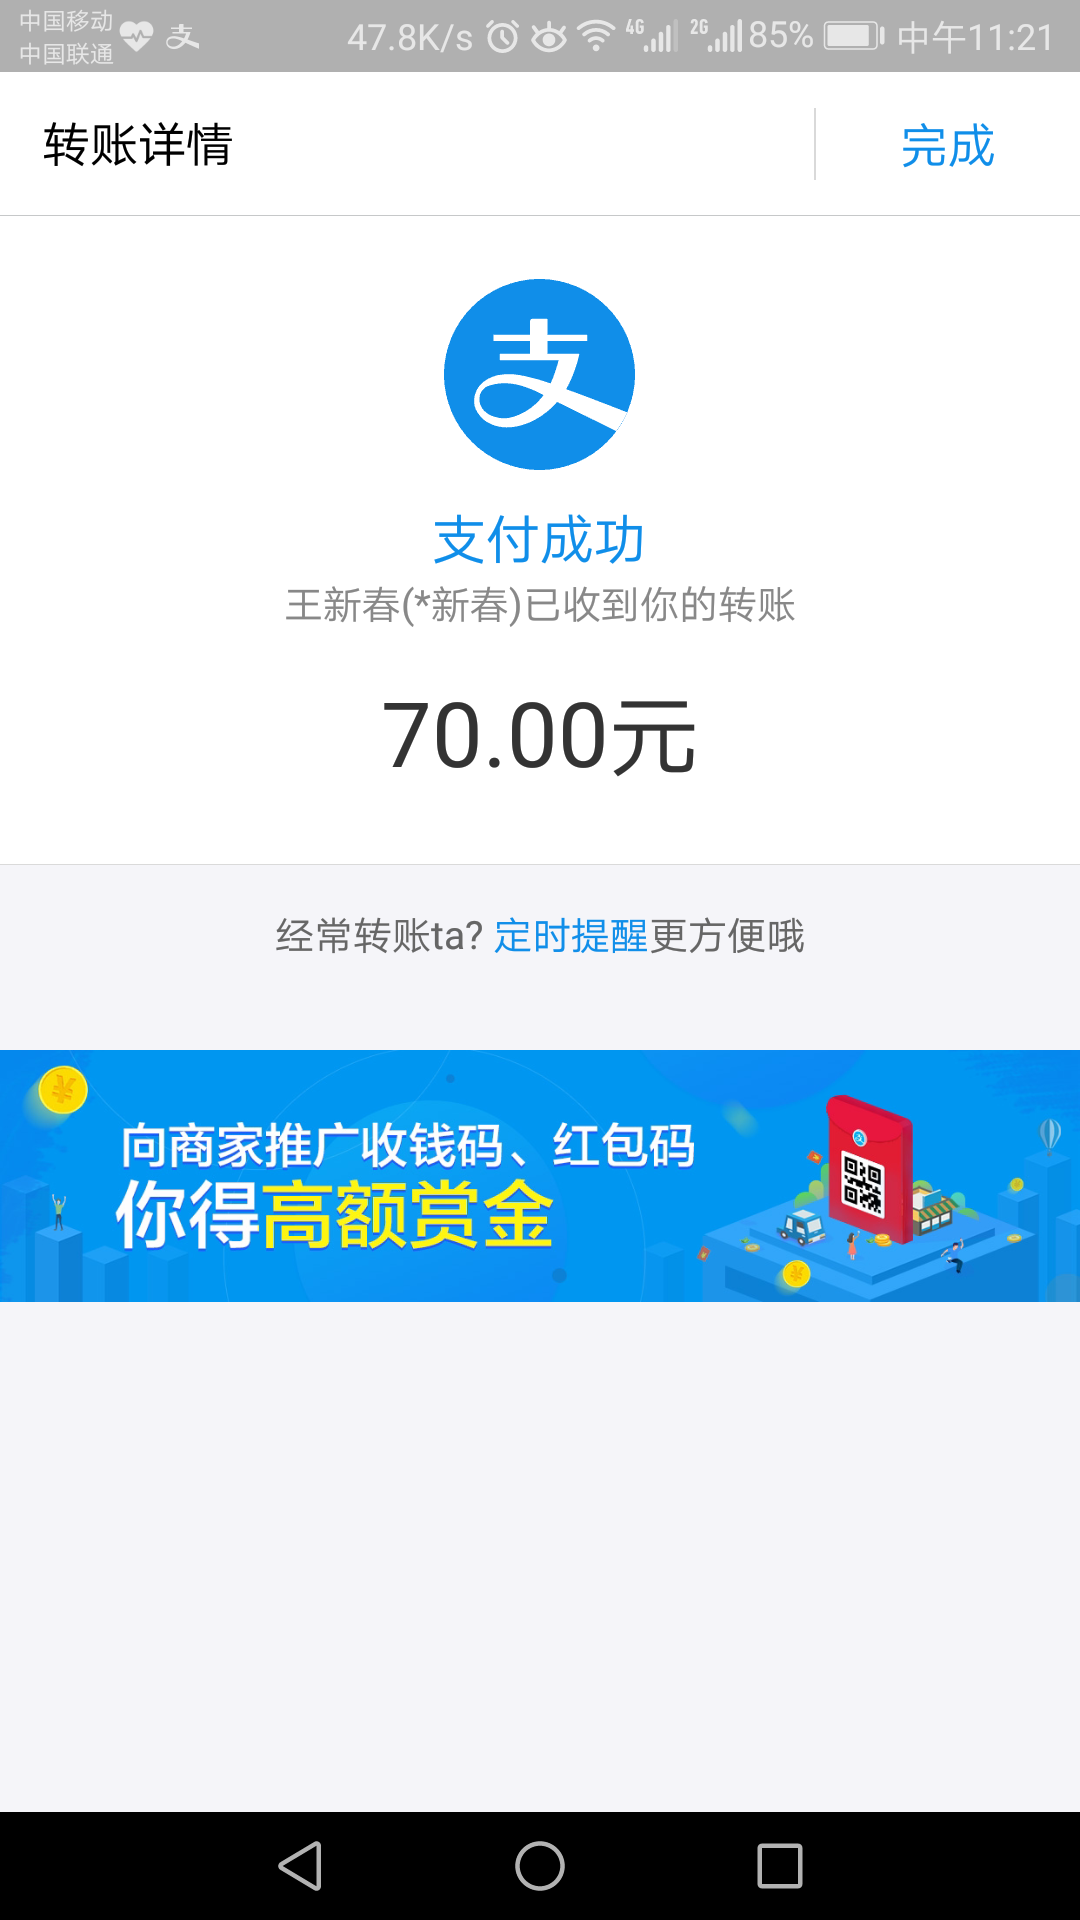 中国移动
中国联通
47.8K/s 4G 2G 85% 中午11:21
转账详情
完成
支付成功
王新春(*新春)已收到你的转账
70.00元
经常转账ta? 定时提醒更方便哦
向商家推广收钱码、红包码
你得高额赏金